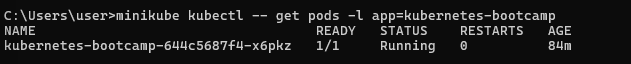 C:\Users\user>minikube kubectl -- get pods -l app=kubernetes-bootcamp
NAME READY STATUS RESTARTS AGE
kubernetes-bootcamp-644c5687f4-x6pkz 1/1 Running 0 84m